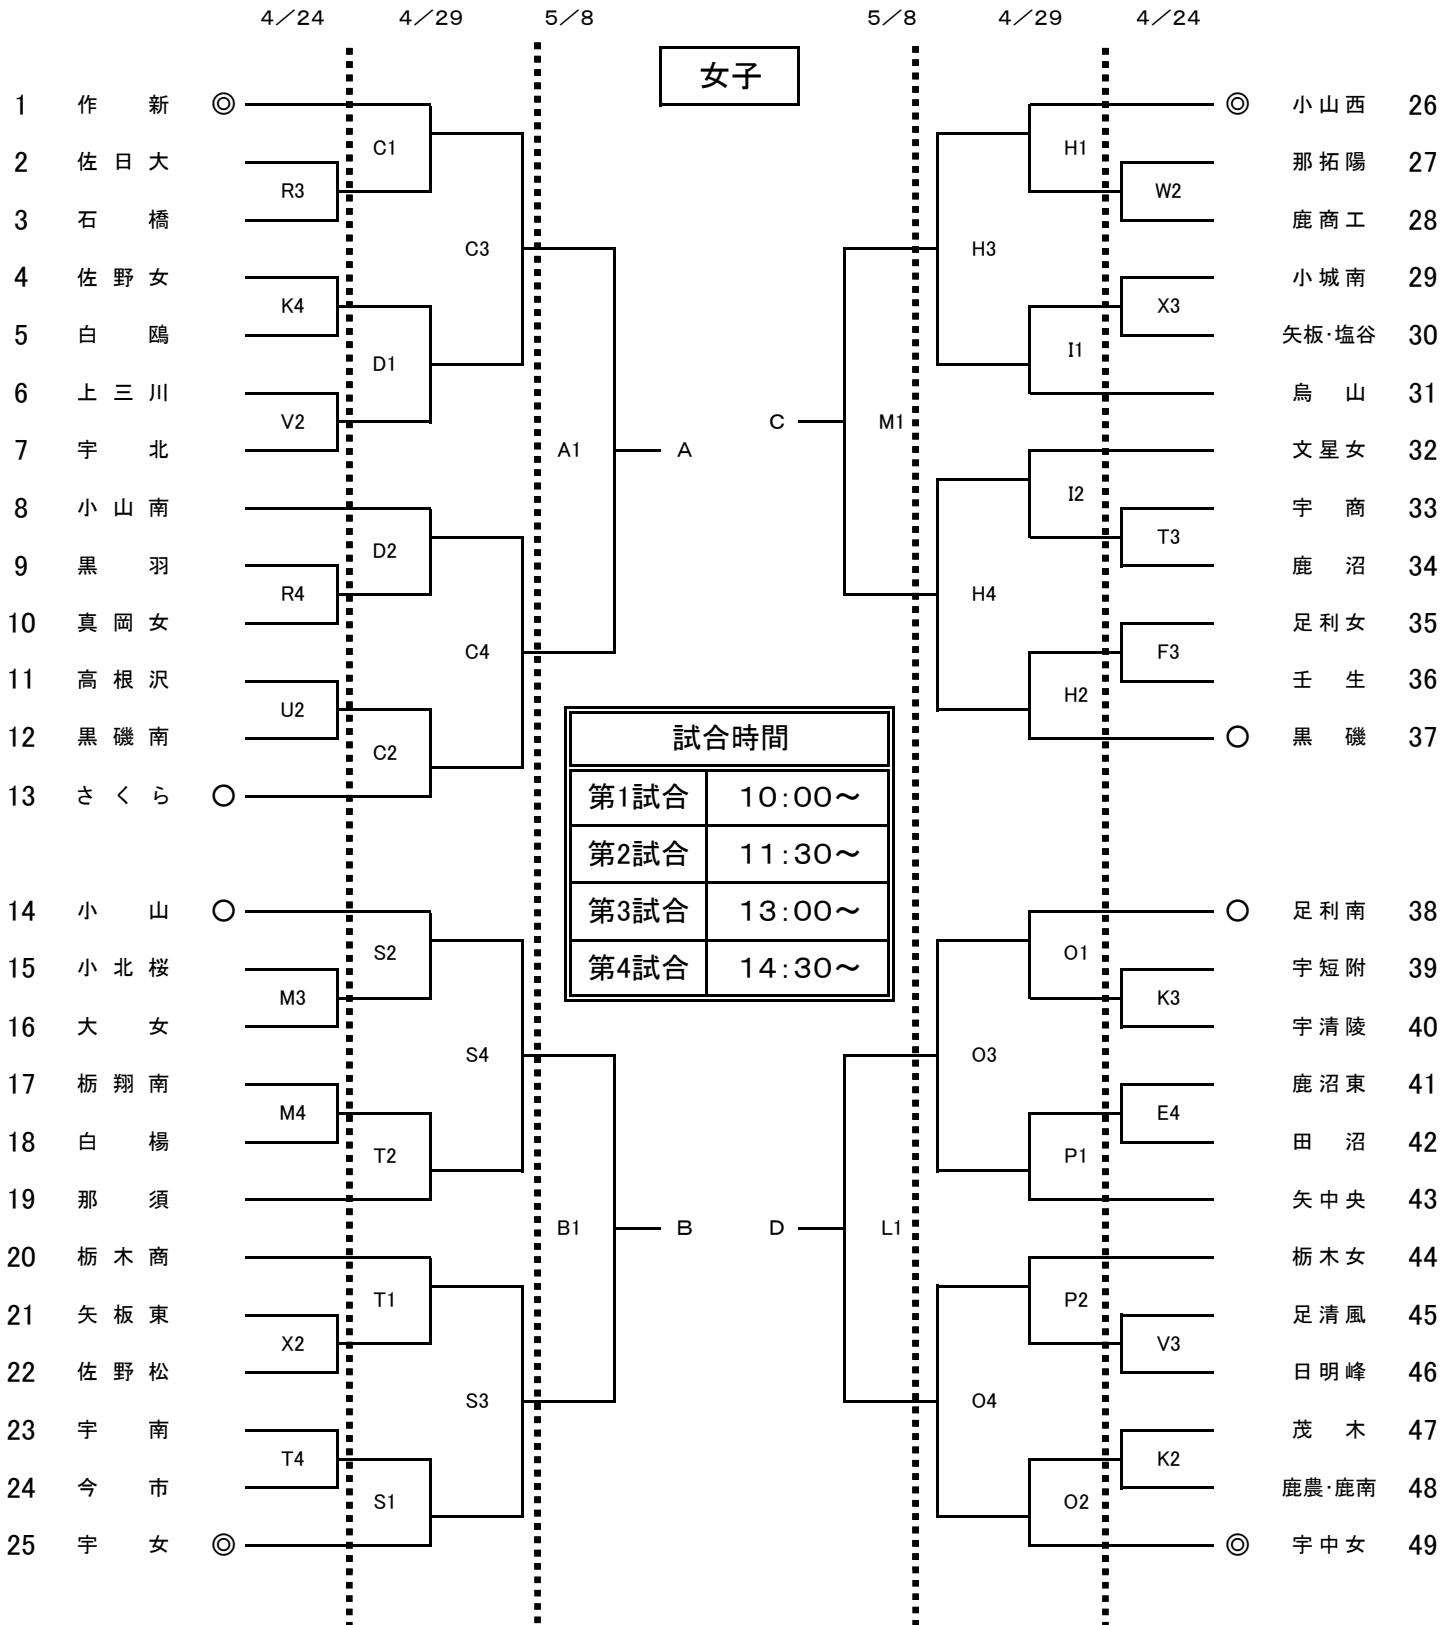 4／24 4／29 5／8 5／8 4／29 4／24
女子
1 作新 ◎
C1
2 佐日大
R3
3 石橋
C3
4 佐野女
K4
5 白鴎
D1
6 上三川
V2
7 宇北
A1 A
8 小山南
D2
9 黒羽
R4
10 真岡女
C4
11 高根沢
U2
12 黒磯南
C2
13 さくら ○
14 小山 ○
S2
15 小北桜
M3
16 大女
S4
17 栃翔南
M4
18 白楊
T2
19 那須
B1 B
20 栃木商
T1
21 矢板東
X2
22 佐野松
S3
23 宇南
T4
24 今市
S1
25 宇女 ◎
試合時間
第1試合 10:00～
第2試合 11:30～
第3試合 13:00～
第4試合 14:30～
◎ 小山西 26
H1
那拓陽 27
W2
鹿商工 28
H3
小城南 29
X3
矢板･塩谷 30
I1
烏山 31
C M1
文星女 32
I2
宇商 33
T3
鹿沼 34
H4
足利女 35
F3
壬生 36
H2
○ 黒磯 37
○ 足利南 38
O1
宇短附 39
K3
宇清陵 40
O3
鹿沼東 41
E4
田沼 42
P1
矢中央 43
D L1
栃木女 44
P2
足清風 45
V3
日明峰 46
O4
茂木 47
K2
鹿農･鹿南 48
O2
◎ 宇中女 49